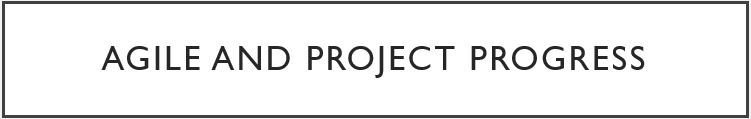 AGILE AND PROJECT PROGRESS